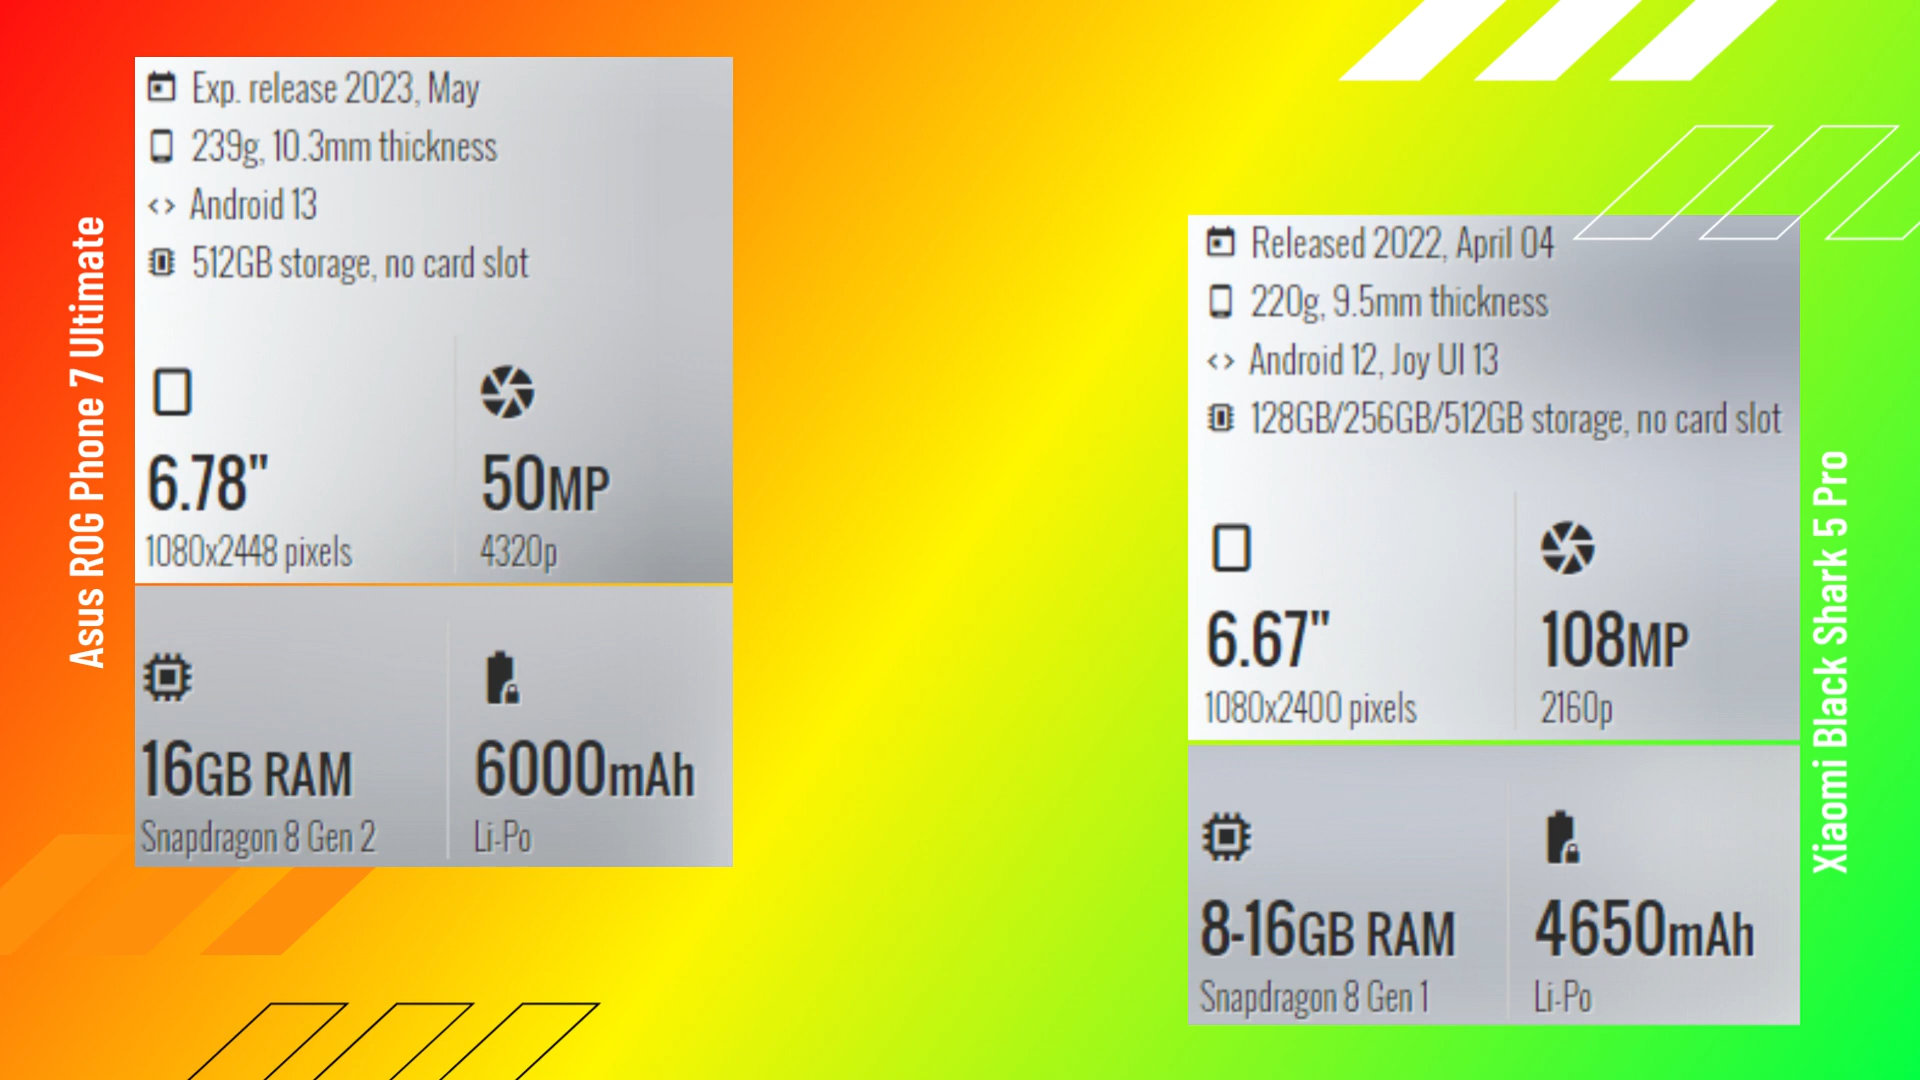 Asus ROG Phone 7 Ultimate
Exp. release 2023, May
239g, 10.3mm thickness
Android 13
512GB storage, no card slot
6.78"
1080x2448 pixels
50MP
4320p
16GB RAM
Snapdragon 8 Gen 2
6000mAh
Li-Po
Released 2022, April 04
220g, 9.5mm thickness
Android 12, Joy UI 13
128GB/256GB/512GB storage, no card slot
6.67"
1080x2400 pixels
108MP
2160p
8-16GB RAM
Snapdragon 8 Gen 1
4650mAh
Li-Po
Xiaomi Black Shark 5 Pro